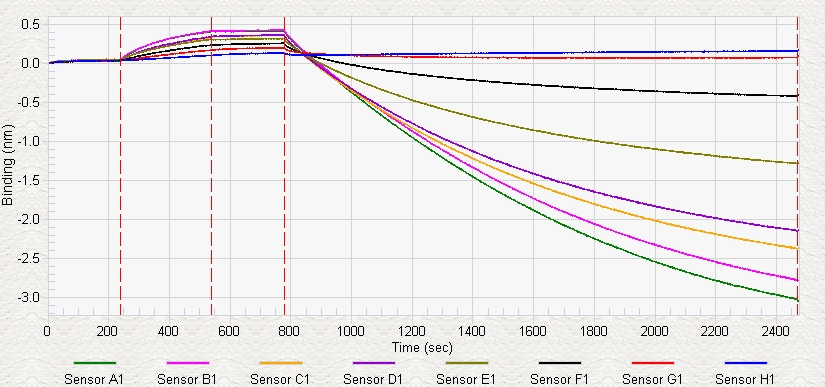 0.5
0.0
-0.5
-1.0
-1.5
-2.0
-2.5
-3.0
Binding (nm)
0 200 400 600 800 1000 1200 1400 1600 1800 2000 2200 2400
Time (sec)
Sensor A1 Sensor B1 Sensor C1 Sensor D1 Sensor E1 Sensor F1 Sensor G1 Sensor H1